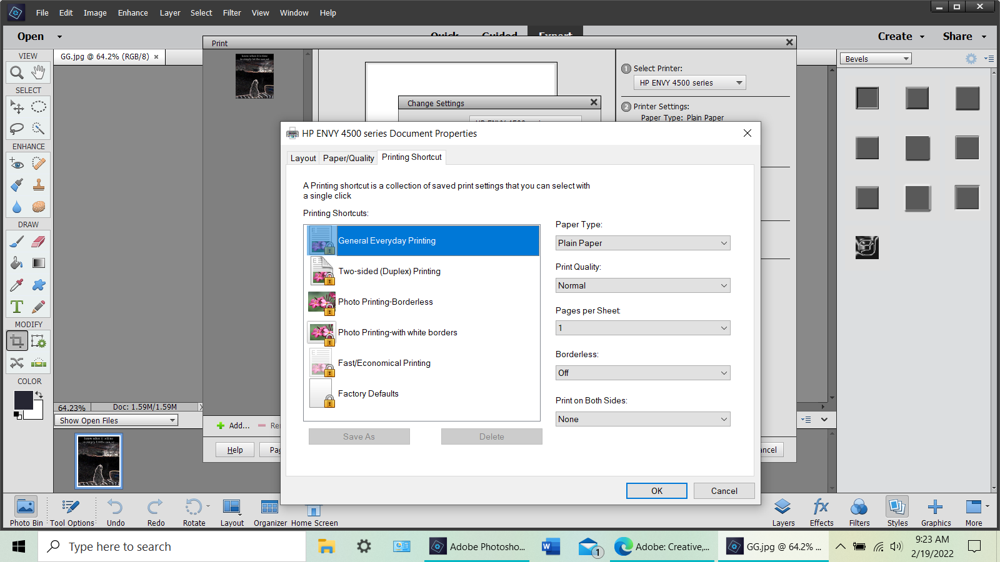 File Edit Image Enhance Layer Select Filter View Window Help
Open Quick Guided Expert Create Share
Print
VIEW
GG.jpg @ 64.2% (RGB/8) ×
Bevels
1 Select Printer:
HP ENVY 4500 series
SELECT
Change Settings
2 Printer Settings:
Paper Type: Plain Paper
HP ENVY 4500 series Document Properties
ENHANCE
Layout Paper/Quality Printing Shortcut
A Printing shortcut is a collection of saved print settings that you can select with
a single click
Printing Shortcuts:
DRAW
General Everyday Printing
Two-sided (Duplex) Printing
Photo Printing-Borderless
Photo Printing-with white borders
Fast/Economical Printing
Factory Defaults
Paper Type:
Plain Paper
Print Quality:
Normal
Pages per Sheet:
1
Borderless:
Off
Print on Both Sides:
None
Save As Delete
OK Cancel
T
MODIFY
COLOR
64.23% Doc: 1.59M/1.59M
Show Open Files
Add...
Help
Photo Bin Tool Options Undo Redo Rotate Layout Organizer Home Screen
Layers Effects fx Filters Styles Graphics More
Type here to search
Adobe Photosho...
W
1
Adobe: Creative,...
GG.jpg @ 64.2% ...
9:23 AM
2/19/2022